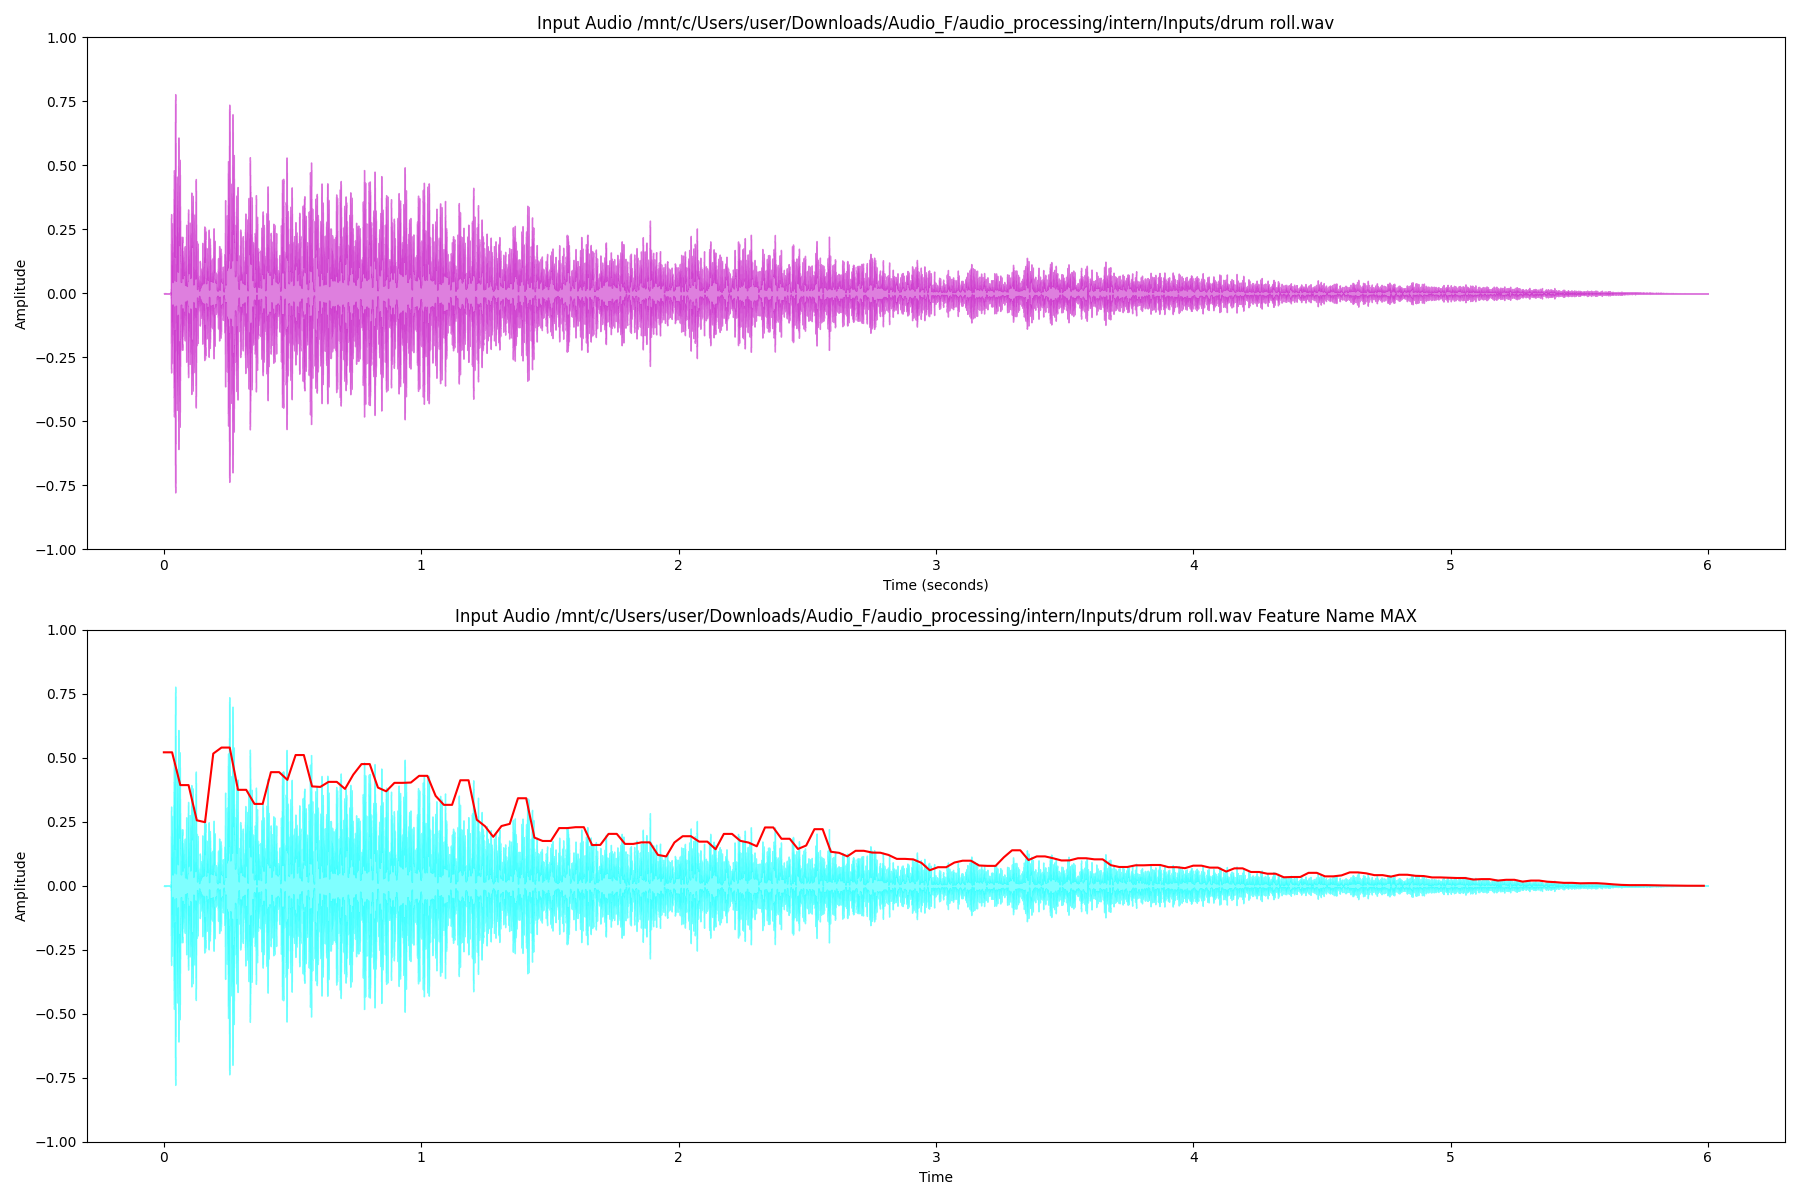 Input Audio /mnt/c/Users/user/Downloads/Audio_F/audio_processing/intern/Inputs/drum roll.wav
1.00
0.75
0.50
0.25
0.00
−0.25
−0.50
−0.75
−1.00
Amplitude
0 1 2 3 4 5 6
Time (seconds)
Input Audio /mnt/c/Users/user/Downloads/Audio_F/audio_processing/intern/Inputs/drum roll.wav Feature Name MAX
1.00
0.75
0.50
0.25
0.00
−0.25
−0.50
−0.75
−1.00
Amplitude
0 1 2 3 4 5 6
Time